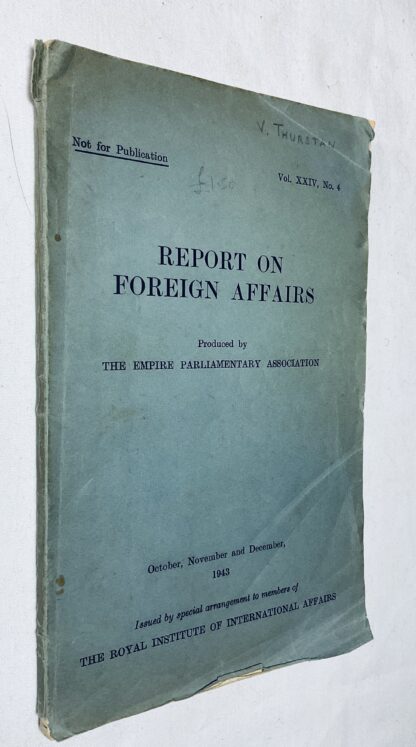 V. THURSTAN
Not for Publication
£1.50
Vol. XXIV, No. 4
REPORT ON
FOREIGN AFFAIRS
Produced by
THE EMPIRE PARLIAMENTARY ASSOCIATION
October, November and December,
1943
Issued by special arrangement to members of
THE ROYAL INSTITUTE OF INTERNATIONAL AFFAIRS